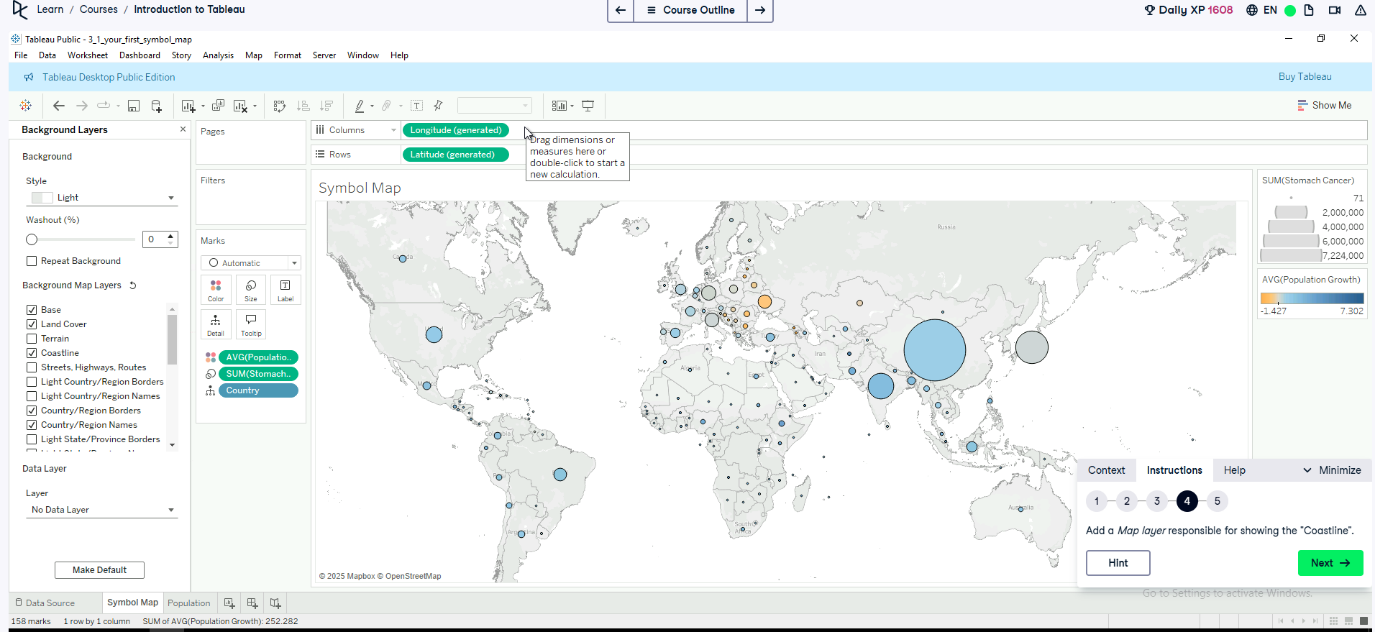 Learn / Courses / Introduction to Tableau
Course Outline
Daily XP 1608
EN
Tableau Public - 3_1_your_first_symbol_map
File Data Worksheet Dashboard Story Analysis Map Format Server Window Help
Tableau Desktop Public Edition
Buy Tableau
Show Me
Background Layers
Background
Style
Light
Washout (%)
0
Repeat Background
Background Map Layers
Base
Land Cover
Terrain
Coastline
Streets, Highways, Routes
Light Country/Region Borders
Light Country/Region Names
Country/Region Borders
Country/Region Names
Light State/Province Borders
Data Layer
Layer
No Data Layer
Make Default
Pages
Filters
Marks
Automatic
Color Size Label
Detail Tooltip
AVG(Populatio..
SUM(Stomach..
Country
Columns
Longitude (generated)
Rows
Latitude (generated)
Drag dimensions or
measures here or
double-click to start a
new calculation.
Symbol Map
Russia
Iran
© 2025 Mapbox © OpenStreetMap
SUM(Stomach Cancer)
71
2,000,000
4,000,000
6,000,000
7,224,000
AVG(Population Growth)
-1.427 7.302
Context Instructions Help Minimize
1 2 3 4 5
Add a Map layer responsible for showing the "Coastline".
Hint
Next
Go to Settings to activate Windows.
Data Source Symbol Map Population
158 marks 1 row by 1 column SUM of AVG(Population Growth): 252.282